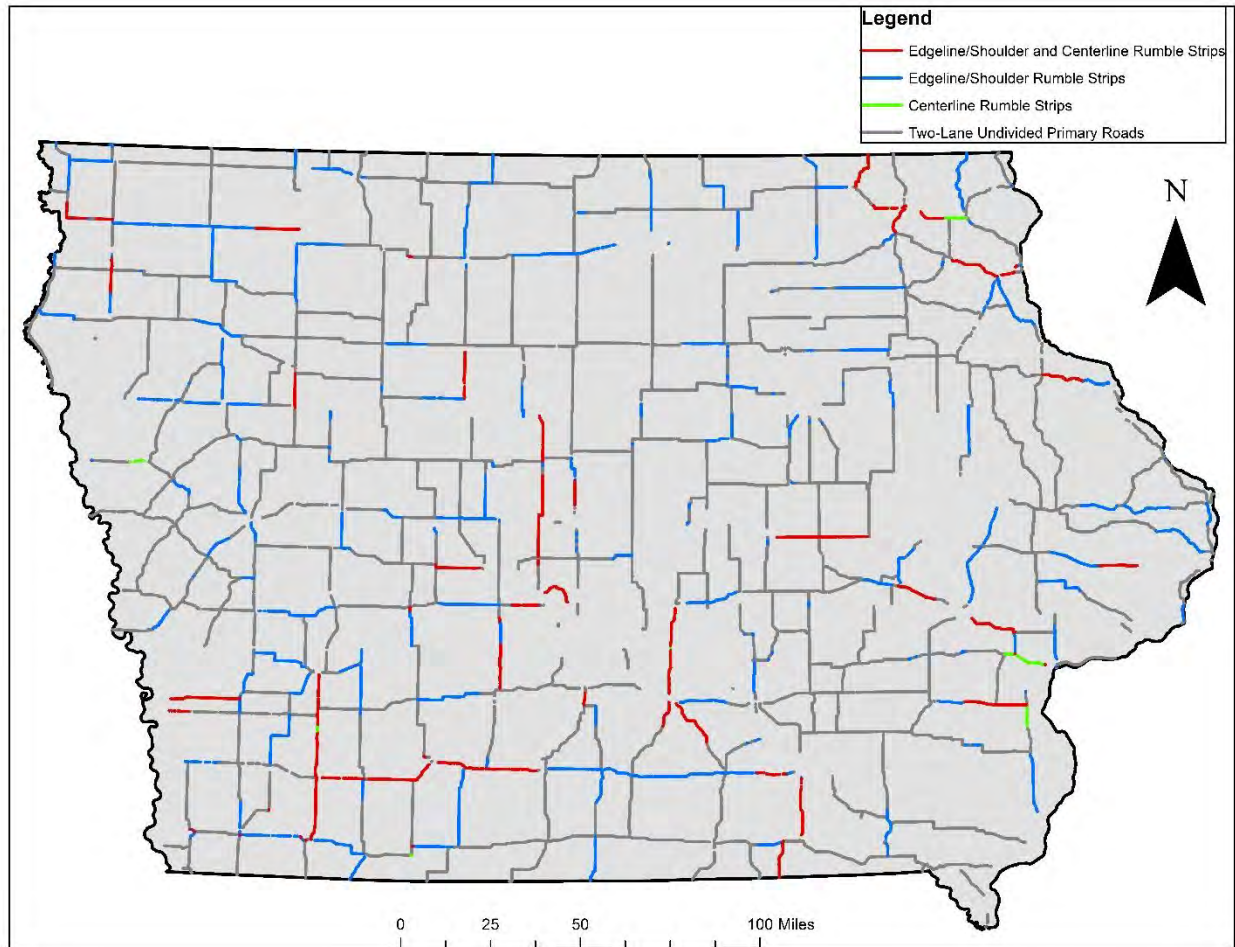 Legend
Edgeline/Shoulder and Centerline Rumble Strips
Edgeline/Shoulder Rumble Strips
Centerline Rumble Strips
Two-Lane Undivided Primary Roads
N
0 25 50 100 Miles